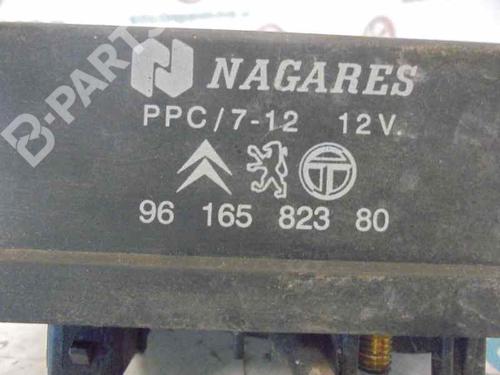 NAGARES
PPC/7-12 12V.
96 165 823 80
B-PARTS